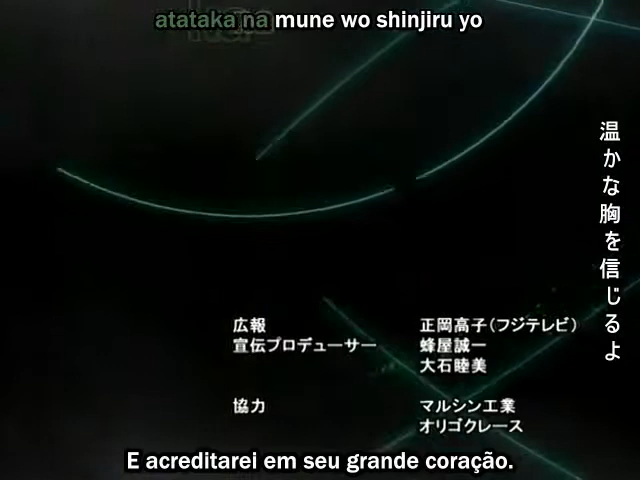 atataka na mune wo shinjiru yo
温かな胸を信じるよ
広報 正岡高子(フジテレビ)
宣伝プロデューサー 蜂屋誠一
大石睦美
協力 マルシン工業
オリゴクレース
E acreditarei em seu grande coração.